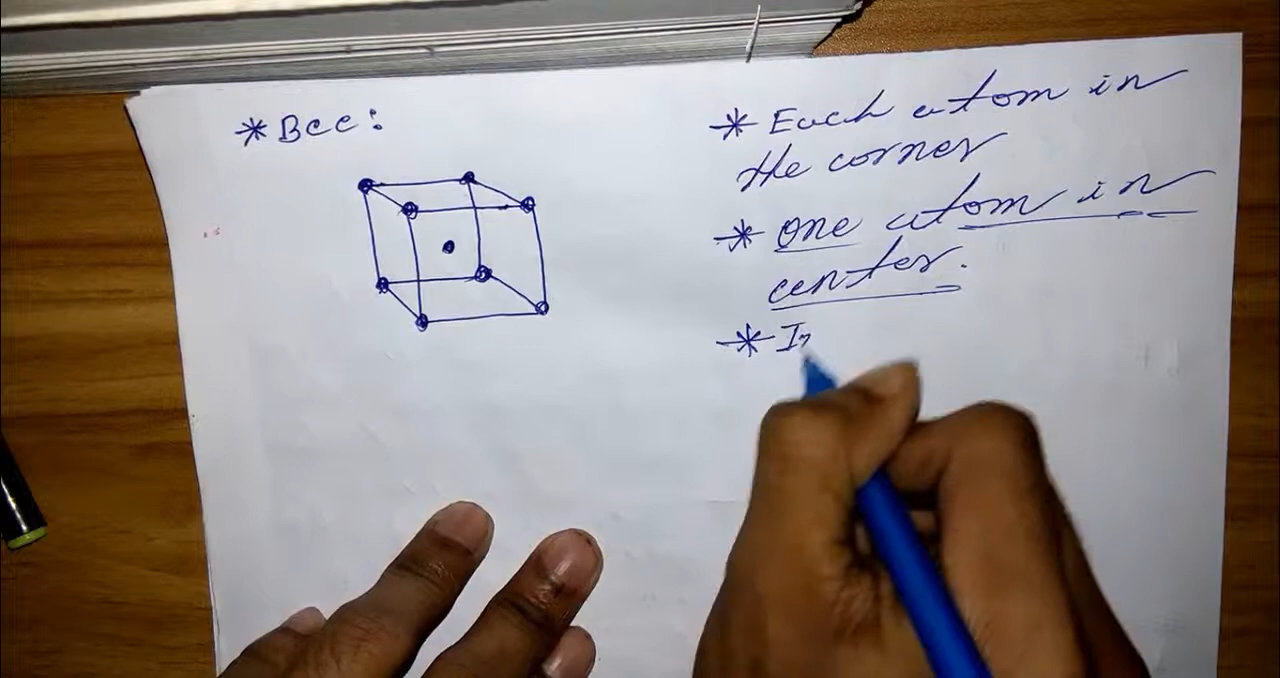 * Bcc:
* Each atom in
the corner
* One atom in
center.
* In